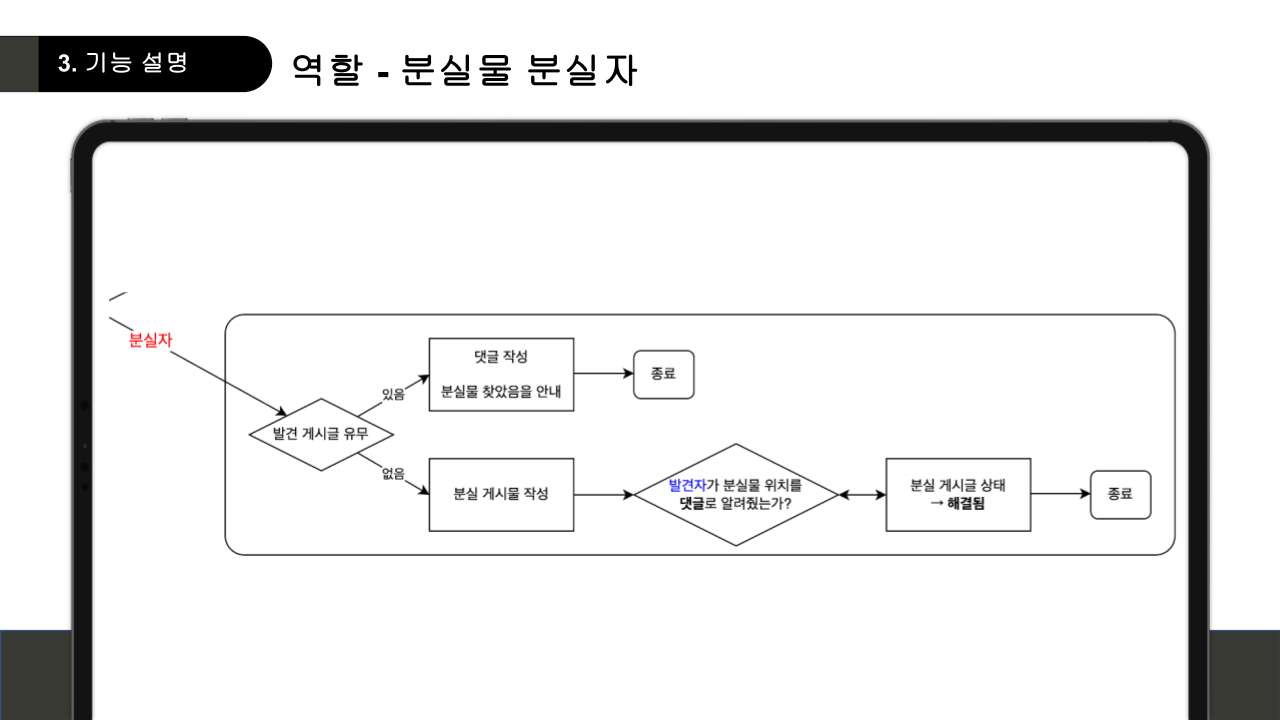 3. 기능 설명
역할 - 분실물 분실자
분실자
발견 게시글 유무
있음
댓글 작성
분실물 찾았음을 안내
종료
없음
분실 게시물 작성
발견자가 분실물 위치를
댓글로 알려줬는가?
분실 게시글 상태
→ 해결됨
종료